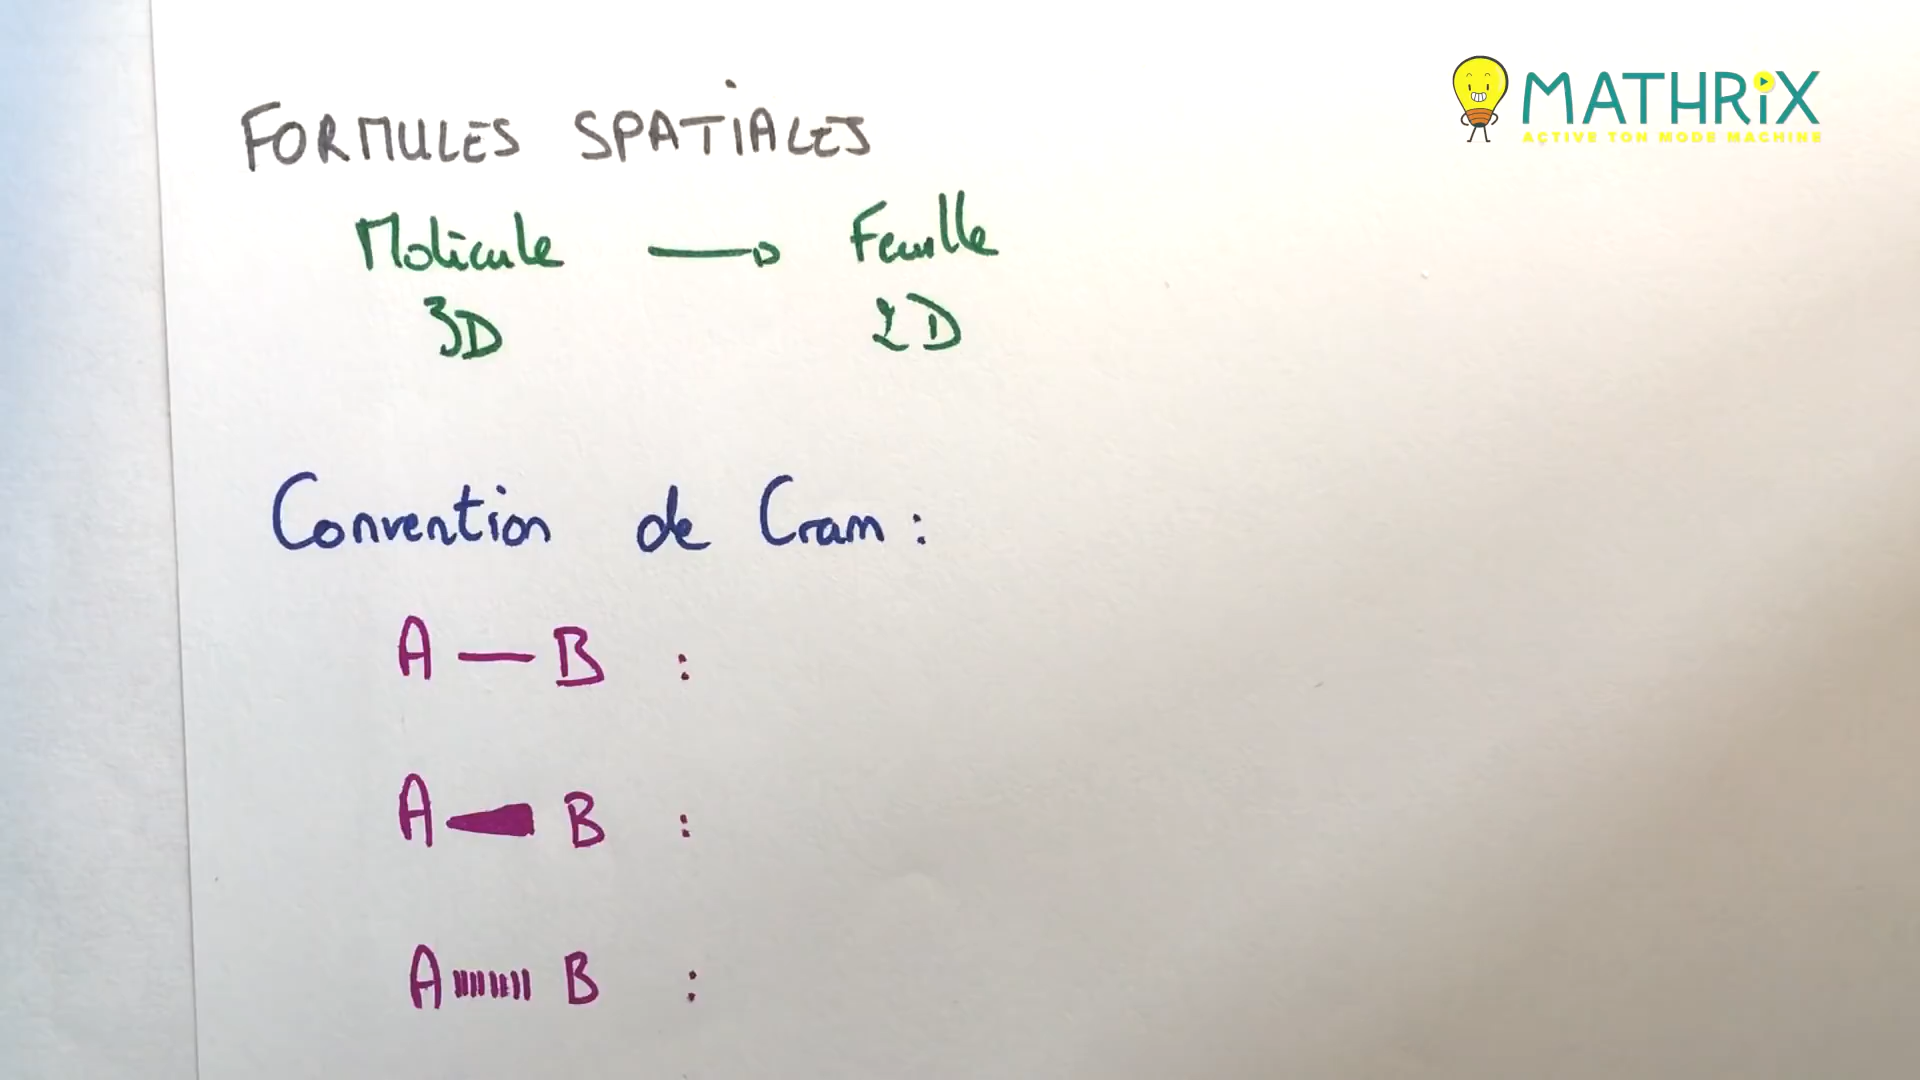 MATHRiX
ACTIVE TON MODE MACHINE
FORMULES SPATIALES
Molécule → Feuille
3D 2D
Convention de Cram :
A — B :
A B :
A B :